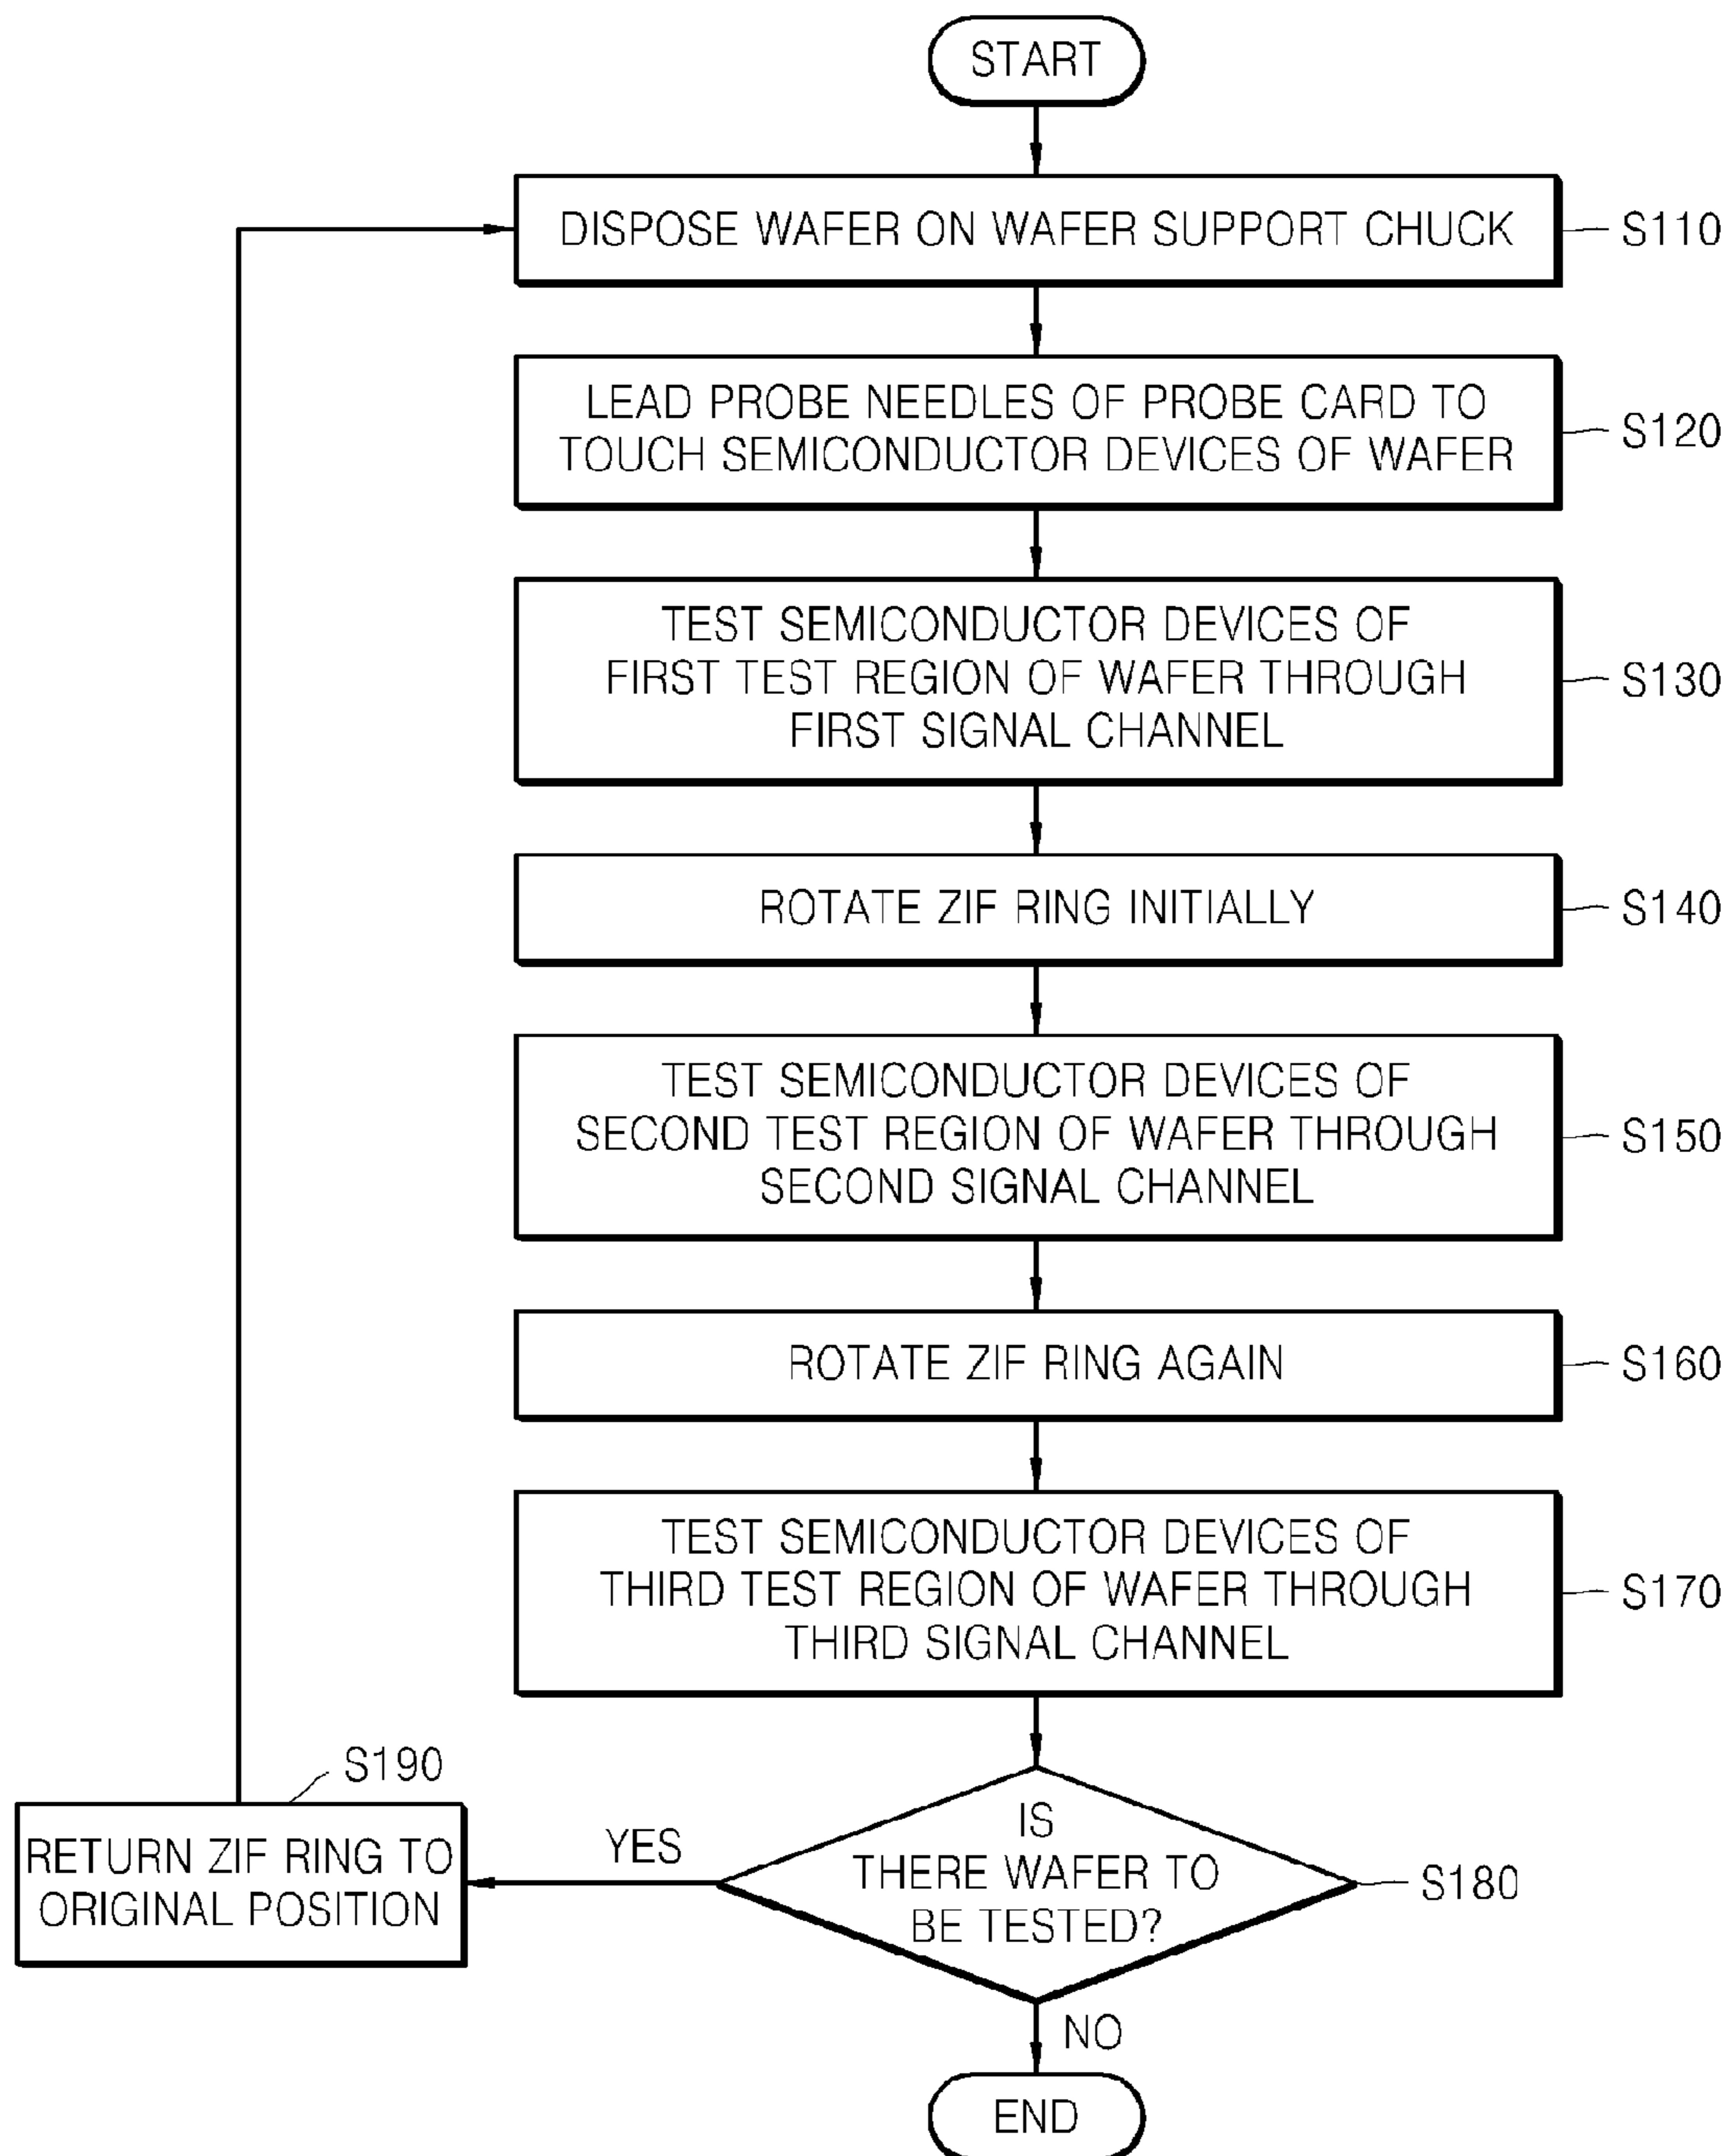 START
DISPOSE WAFER ON WAFER SUPPORT CHUCK
S110
LEAD PROBE NEEDLES OF PROBE CARD TO
TOUCH SEMICONDUCTOR DEVICES OF WAFER
S120
TEST SEMICONDUCTOR DEVICES OF
FIRST TEST REGION OF WAFER THROUGH
FIRST SIGNAL CHANNEL
S130
ROTATE ZIF RING INITIALLY
S140
TEST SEMICONDUCTOR DEVICES OF
SECOND TEST REGION OF WAFER THROUGH
SECOND SIGNAL CHANNEL
S150
ROTATE ZIF RING AGAIN
S160
TEST SEMICONDUCTOR DEVICES OF
THIRD TEST REGION OF WAFER THROUGH
THIRD SIGNAL CHANNEL
S170
IS
THERE WAFER TO
BE TESTED?
S180
YES
S190
RETURN ZIF RING TO
ORIGINAL POSITION
NO
END